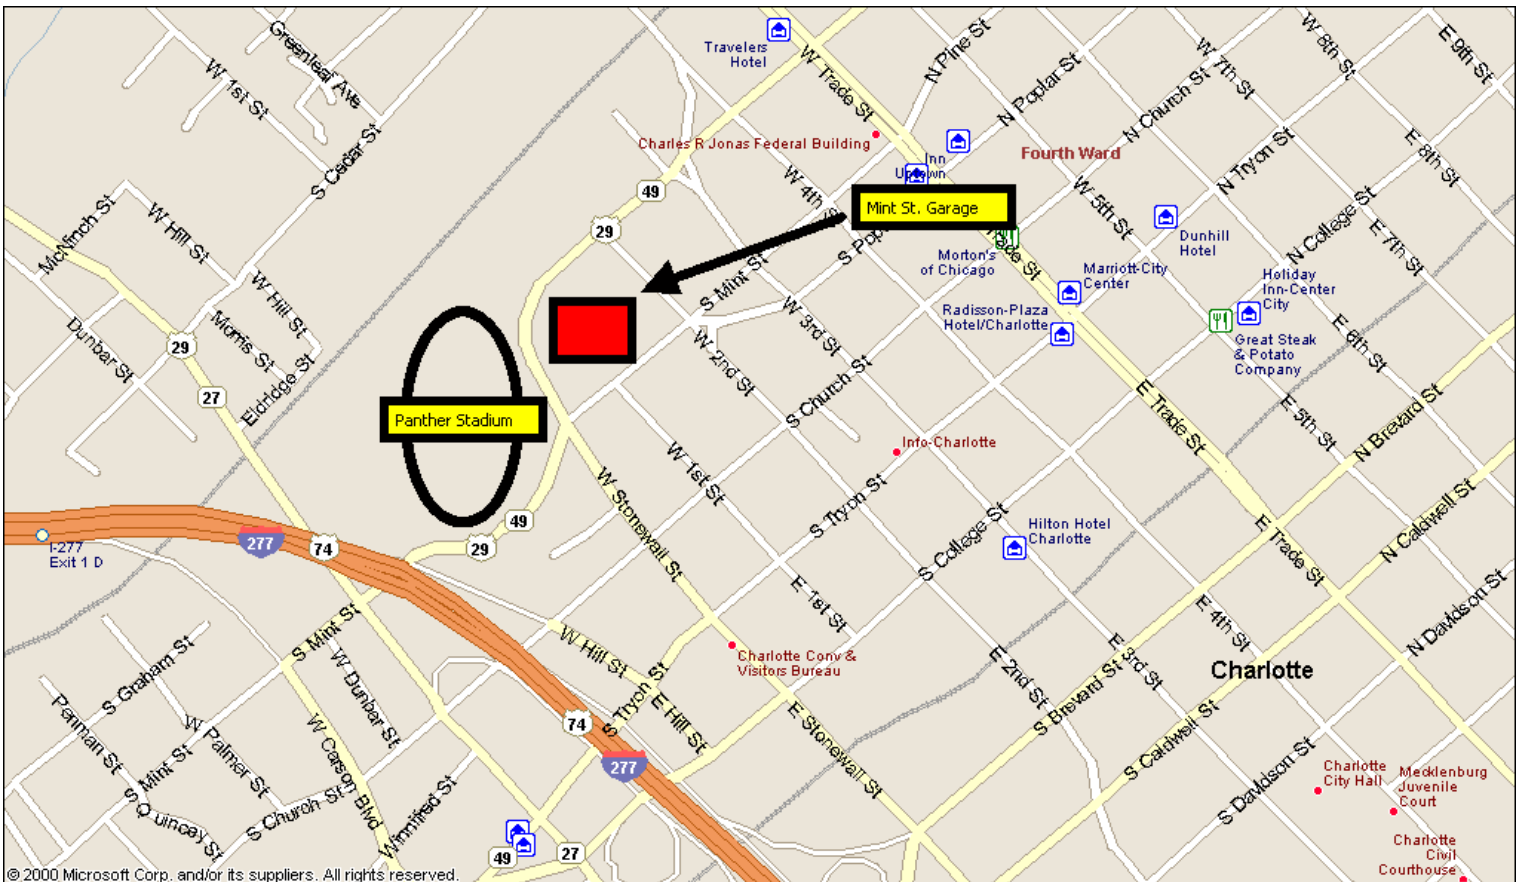 Greenleaf Ave
W 1st St
S Cedar St
Travelers
Hotel
W Trade St
N Pine St
N Poplar St
N Church St
W 7th St
W 8th St
E 9th St
E 8th St
Charles R Jonas Federal Building
Inn
Uptown
Fourth Ward
N Tryon St
49
W 4th St
Mint St. Garage
W 5th St
Dunhill
Hotel
N College St
E 7th St
McNinch St
W Hill St
29
S Pop
Trade St
Morton's
of Chicago
Marriott-City
Center
Holiday
Inn-Center
City
W Hill St
S Mint St
W 3rd St
Radisson-Plaza
Hotel/Charlotte
Great Steak
& Potato
Company
E 6th St
Dunbar St
29
Morris St
W 2nd St
27
Eldridge St
S Church St
E Trade St
E 5th St
N Brevard St
Panther Stadium
Info-Charlotte
W 1st St
S Tryon St
W Stonewall St
S College St
Hilton Hotel
Charlotte
E Trade St
N Caldwell St
49
29
I-277
Exit 1 D
277
74
E 1st St
E 4th St
N Davidson St
S Mint St
W Hill St
Charlotte Conv &
Visitors Bureau
E 2nd St
E 3rd St
Charlotte
S Graham St
W Dunbar St
S Tryon St
E Hill St
S Brevard St
Penman St
W Palmer St
W Carson Blvd
74
277
E Stonewall St
S Caldwell St
S Mint St
S Quincey St
S Church St
Winnifred St
S Davidson St
Charlotte
City Hall
Mecklenburg
Juvenile
Court
49
27
Charlotte
Civil
Courthouse
© 2000 Microsoft Corp. and/or its suppliers. All rights reserved.